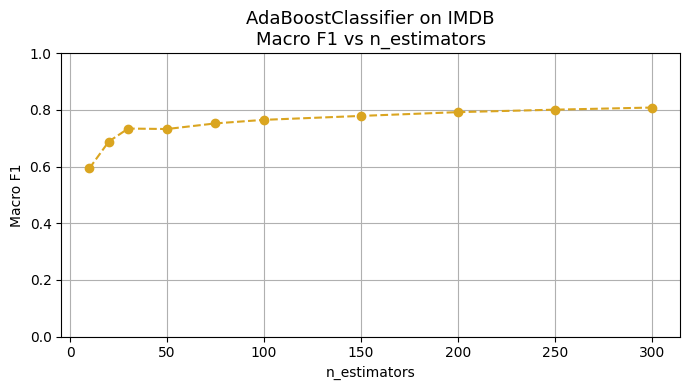 AdaBoostClassifier on IMDB
Macro F1 vs n_estimators
1.0
0.8
0.6
0.4
0.2
0.0
Macro F1
0 50 100 150 200 250 300
n_estimators